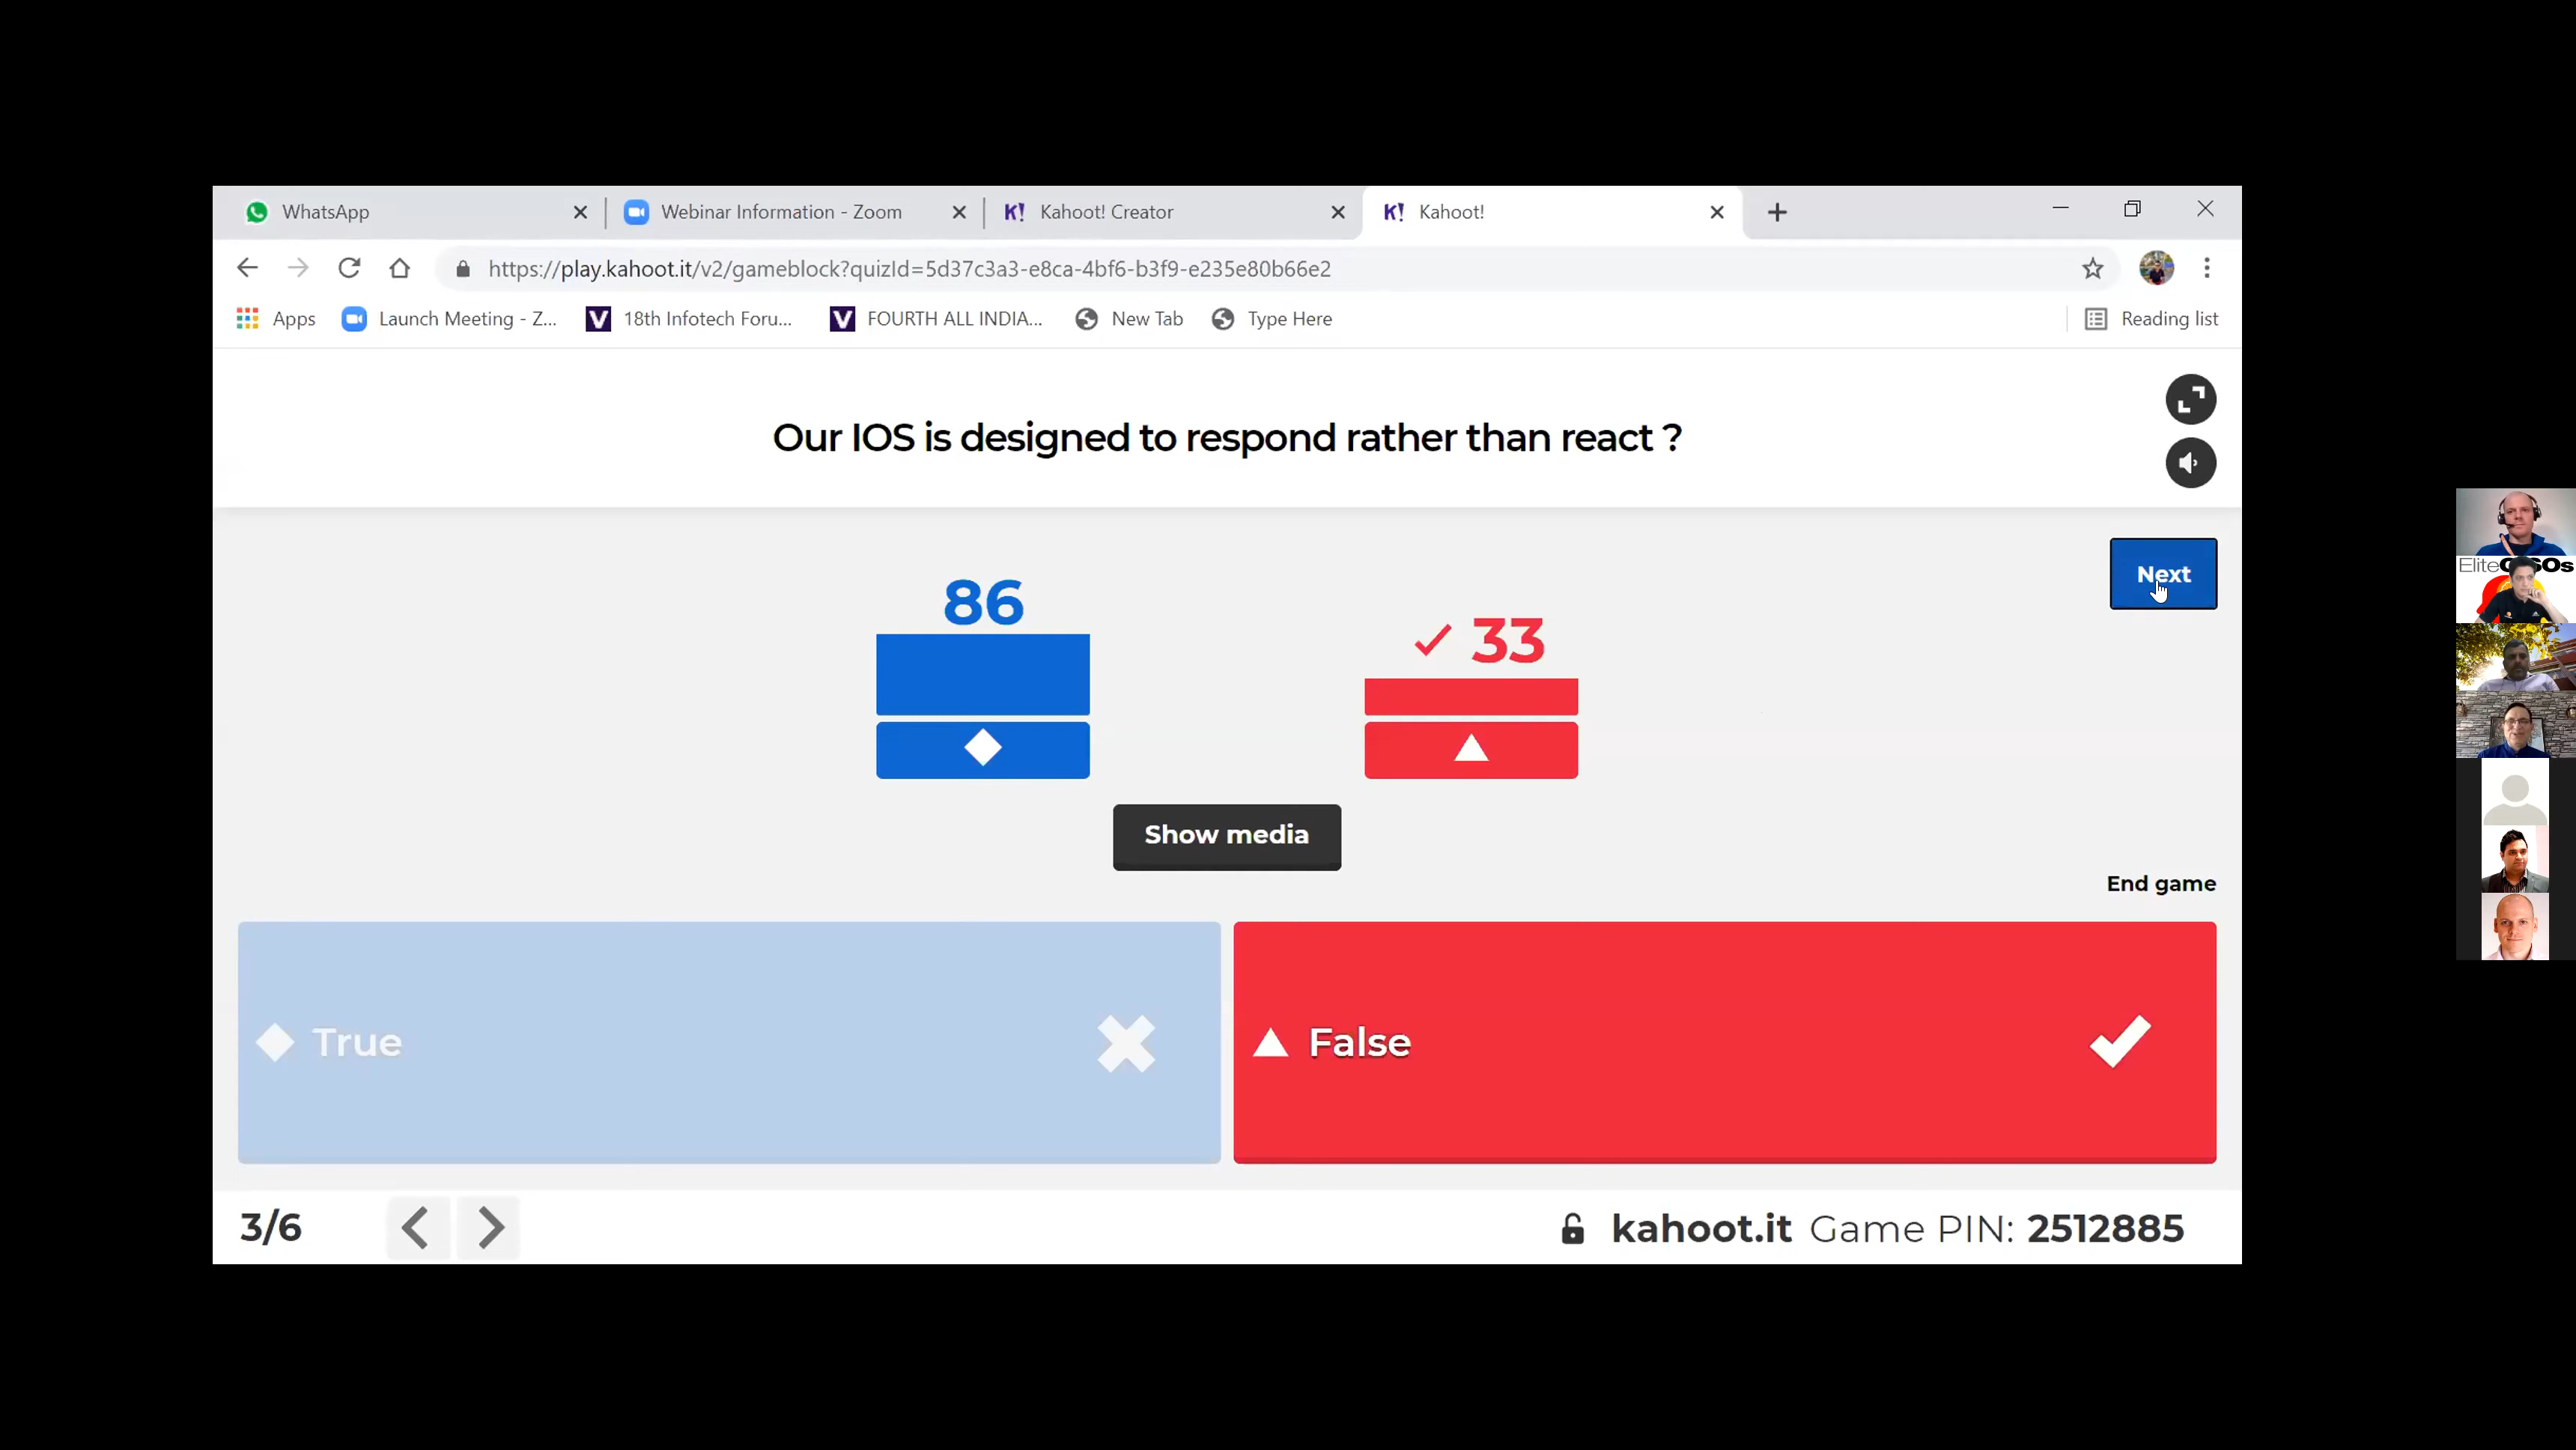 WhatsApp
Webinar Information - Zoom
K! Kahoot! Creator
K! Kahoot!
https://play.kahoot.it/v2/gameblock?quizId=5d37c3a3-e8ca-4bf6-b3f9-e235e80b66e2
Apps
Launch Meeting - Z...
V 18th Infotech Foru...
V FOURTH ALL INDIA...
New Tab
Type Here
Reading list
Our IOS is designed to respond rather than react ?
Next
86
33
Show media
End game
True
False
3/6
kahoot.it Game PIN: 2512885